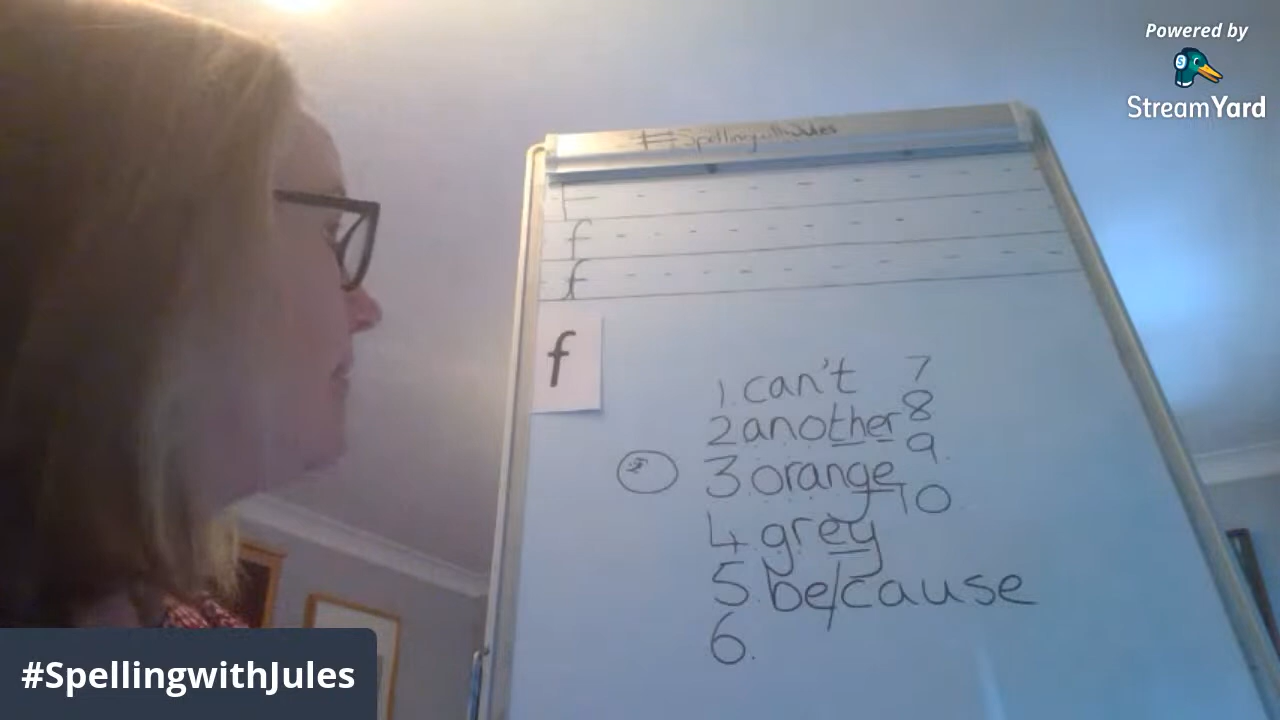 Powered by
StreamYard
#SpellingwithJules
f
f
f
f
1. can't 7
2 another 8
3 orange 9.
4 grey 10
5. be/cause
6.
#SpellingwithJules